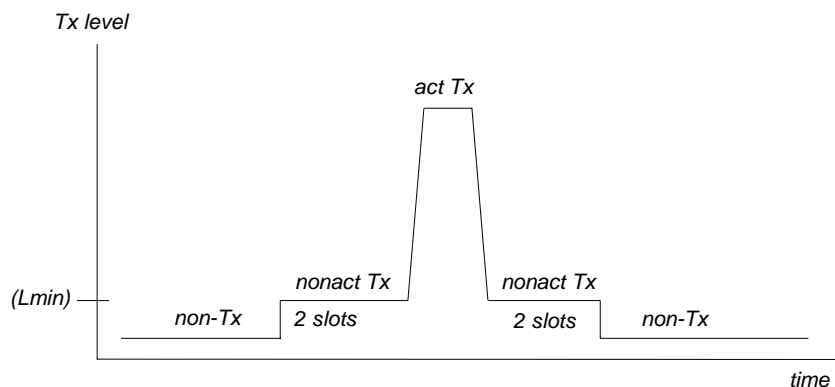 Tx level
act Tx
nonact Tx
nonact Tx
(Lmin)
non-Tx
2 slots
2 slots
non-Tx
time